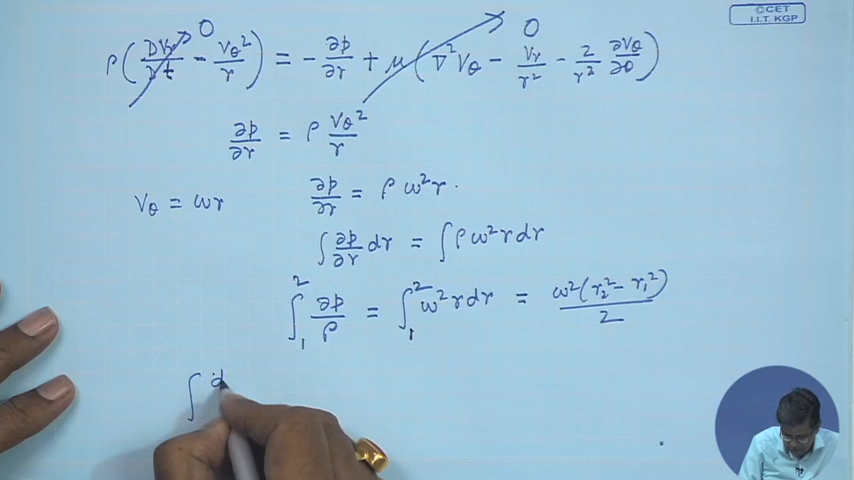 ©CET
I.I.T. KGP
ρ(DVr/Dt − Vθ²/r) = −∂p/∂r + μ(∇²Vθ − Vr/r² − 2/r² ∂Vθ/∂θ)
0 0
∂p/∂r = ρ Vθ²/r
Vθ = ωr ∂p/∂r = ρω²r.
∫ ∂p/∂r dr = ∫ρω²r dr
∫₁² ∂p/ρ = ∫₁² ω²r dr = ω²(r₂² − r₁²)/2
∫ d